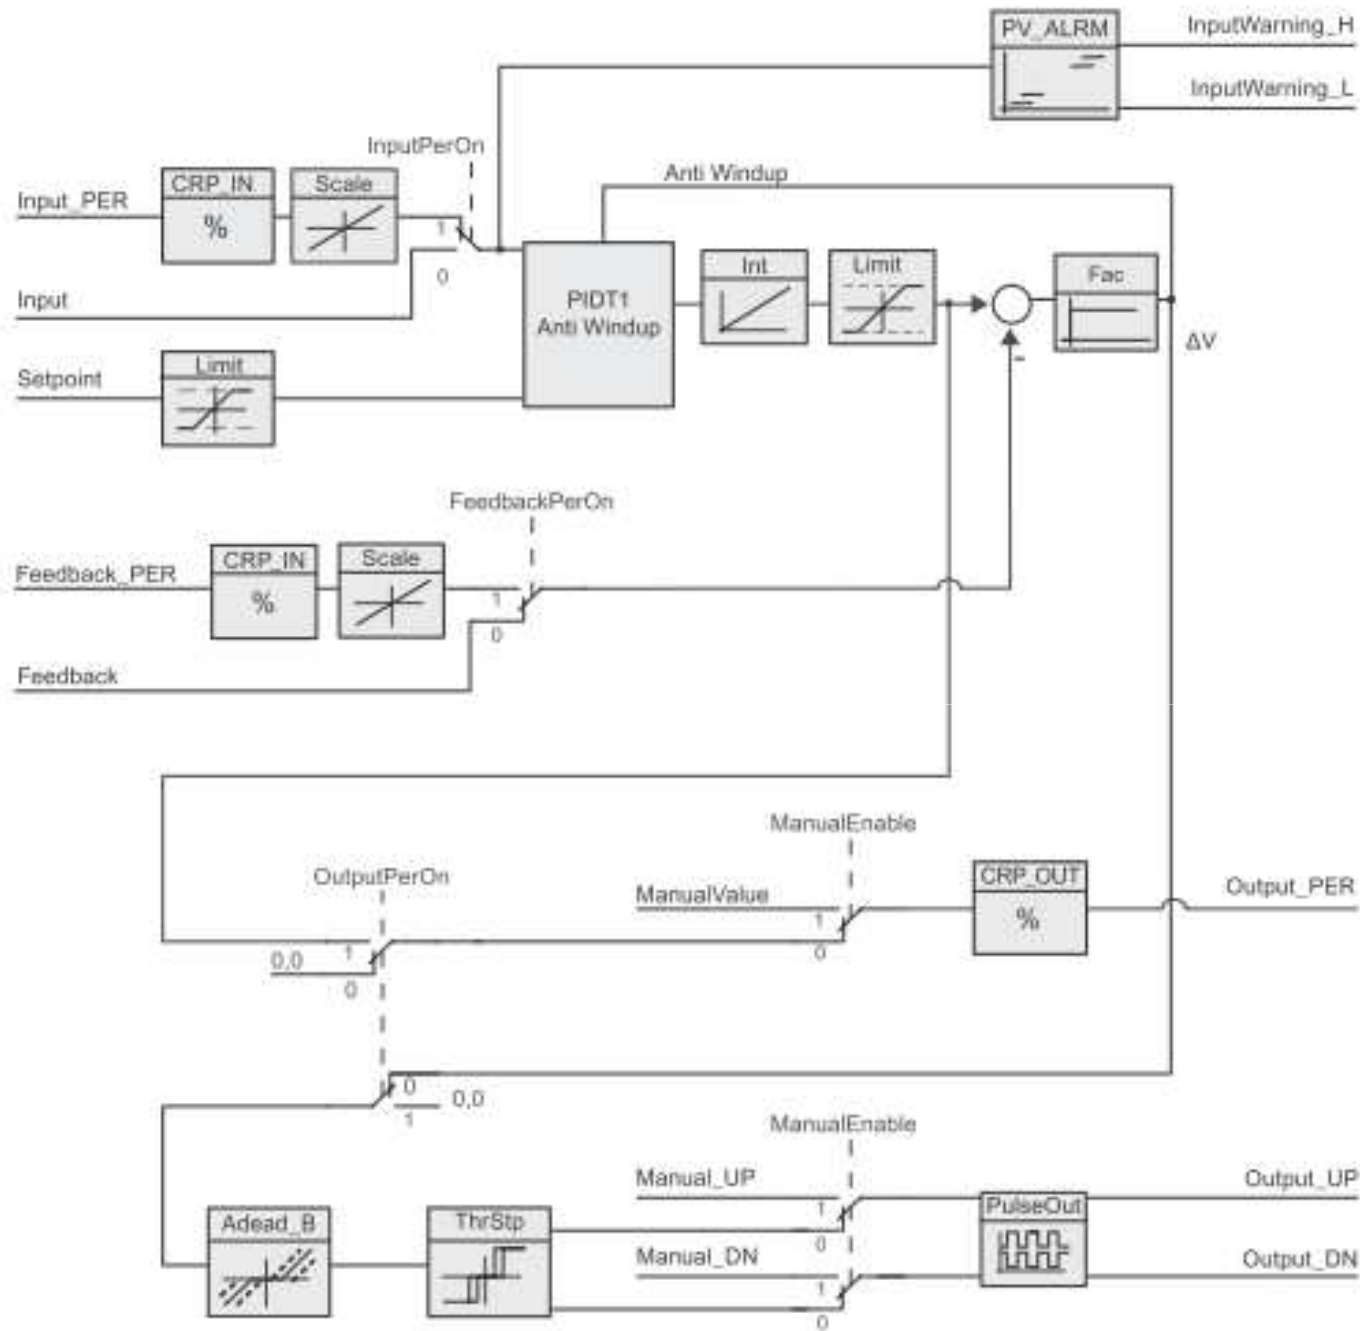 PV_ALRM
InputWarning_H
InputWarning_L
InputPerOn
Anti Windup
Input_PER
CRP_IN
%
Scale
1
0
Input
PIDT1
Anti Windup
Int
Limit
Fac
ΔV
-
Setpoint
Limit
FeedbackPerOn
Feedback_PER
CRP_IN
%
Scale
1
0
Feedback
ManualEnable
OutputPerOn
ManualValue
CRP_OUT
%
Output_PER
1
0
0,0
1
0
0
1
0,0
ManualEnable
Manual_UP
Output_UP
Adead_B
ThrStp
1
0
PulseOut
Manual_DN
Output_DN
1
0